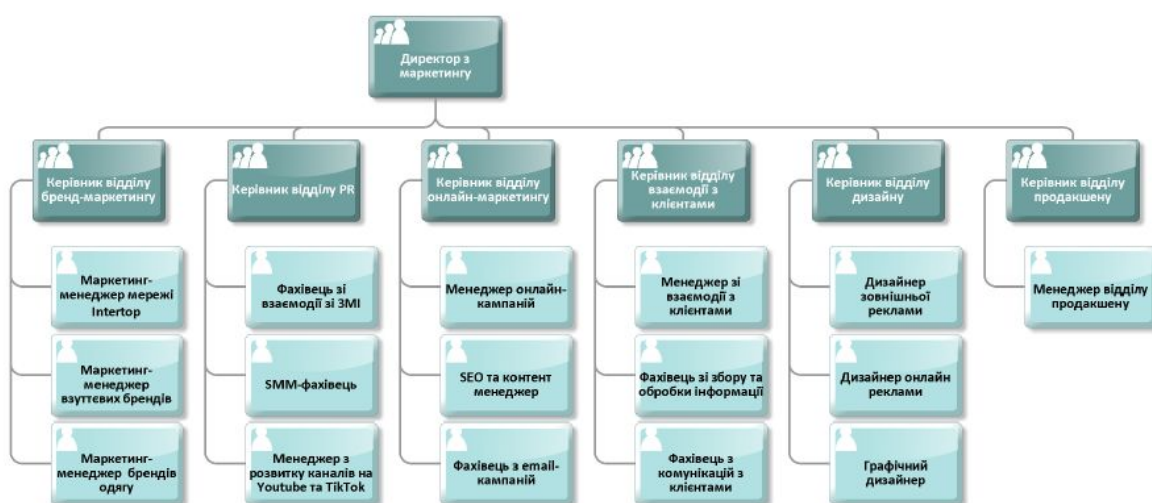 Директор з
маркетингу
Керівник відділу
бренд-маркетингу
Керівник відділу PR
Керівник відділу
онлайн-маркетингу
Керівник відділу
взаємодії з
клієнтами
Керівник відділу
дизайну
Керівник відділу
продакшену
Маркетинг-
менеджер мережі
Intertop
Фахівець зі
взаємодії зі ЗМІ
Менеджер онлайн-
кампаній
Менеджер зі
взаємодії з
клієнтами
Дизайнер
зовнішньої
реклами
Менеджер відділу
продакшену
Маркетинг-
менеджер
взуттєвих брендів
SMM-фахівець
SEO та контент
менеджер
Фахівець зі збору та
обробки інформації
Дизайнер онлайн
реклами
Маркетинг-
менеджер брендів
одягу
Менеджер з
розвитку каналів на
Youtube та TikTok
Фахівець з email-
кампаній
Фахівець з
комунікацій з
клієнтами
Графічний
дизайнер